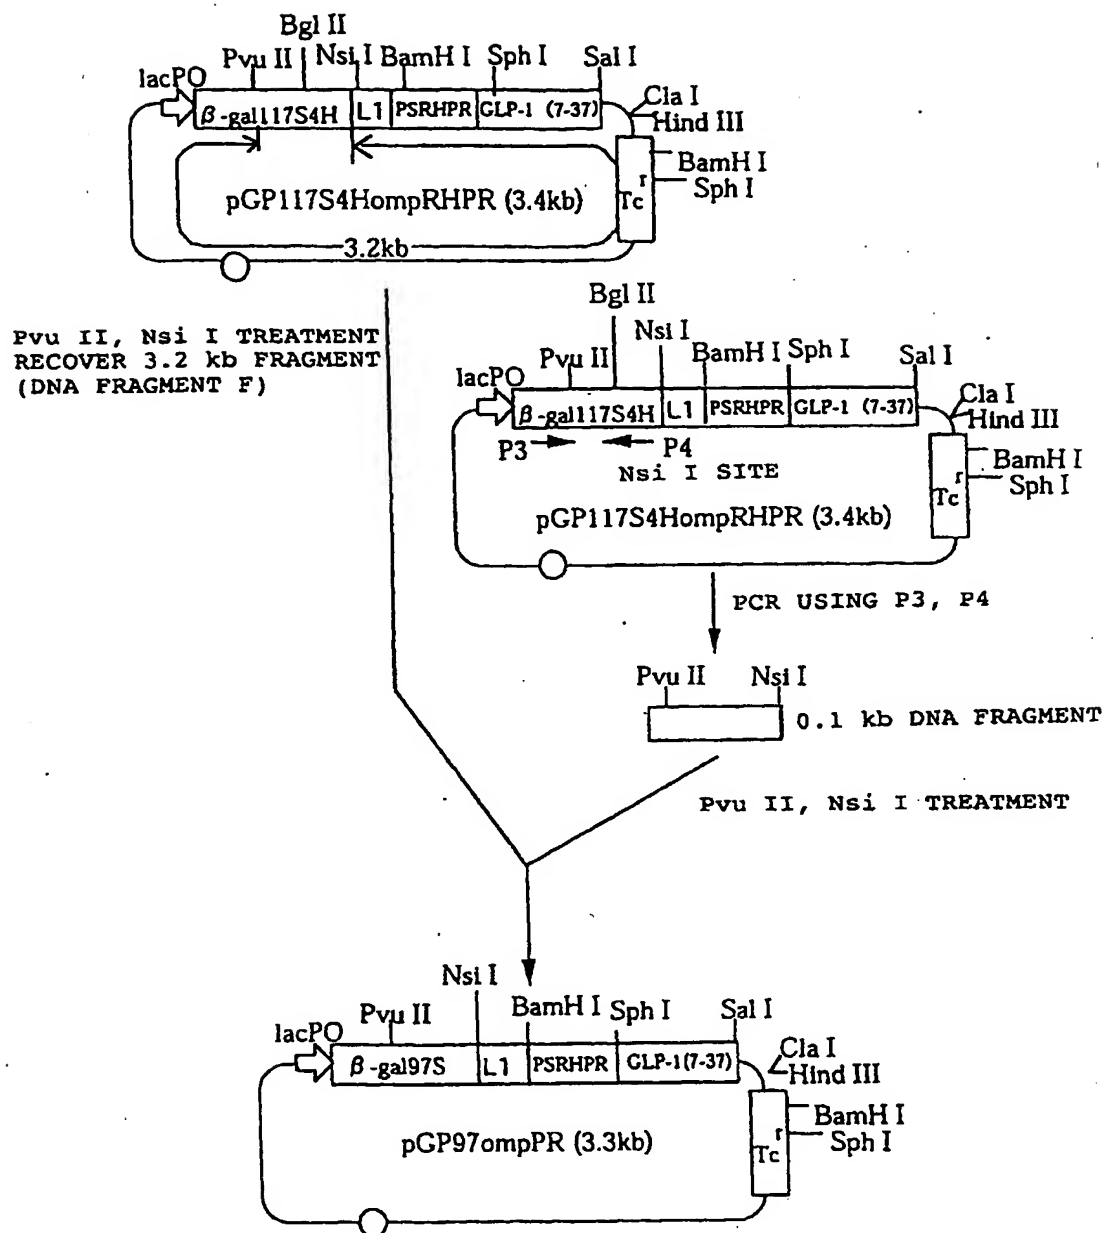 Bgl II
Pvu II Nsi I BamH I Sph I Sal I
lacPO
β-gal117S4H L1 PSRHPR GLP-1 (7-37)
Cla I
Hind III
BamH I
Sph I
Tc r
pGP117S4HompRHPR (3.4kb)
3.2kb
Pvu II, Nsi I TREATMENT
RECOVER 3.2 kb FRAGMENT
(DNA FRAGMENT F)
Bgl II
Nsi I
Pvu II BamH I Sph I Sal I
lacPO
β-gal117S4H L1 PSRHPR GLP-1 (7-37)
Cla I
Hind III
P3 P4
Nsi I SITE
BamH I
Sph I
Tc r
pGP117S4HompRHPR (3.4kb)
PCR USING P3, P4
Pvu II Nsi I
0.1 kb DNA FRAGMENT
Pvu II, Nsi I TREATMENT
Nsi I
Pvu II BamH I Sph I Sal I
lacPO
β-gal97S L1 PSRHPR GLP-1(7-37)
Cla I
Hind III
BamH I
Sph I
Tc r
pGP97ompPR (3.3kb)